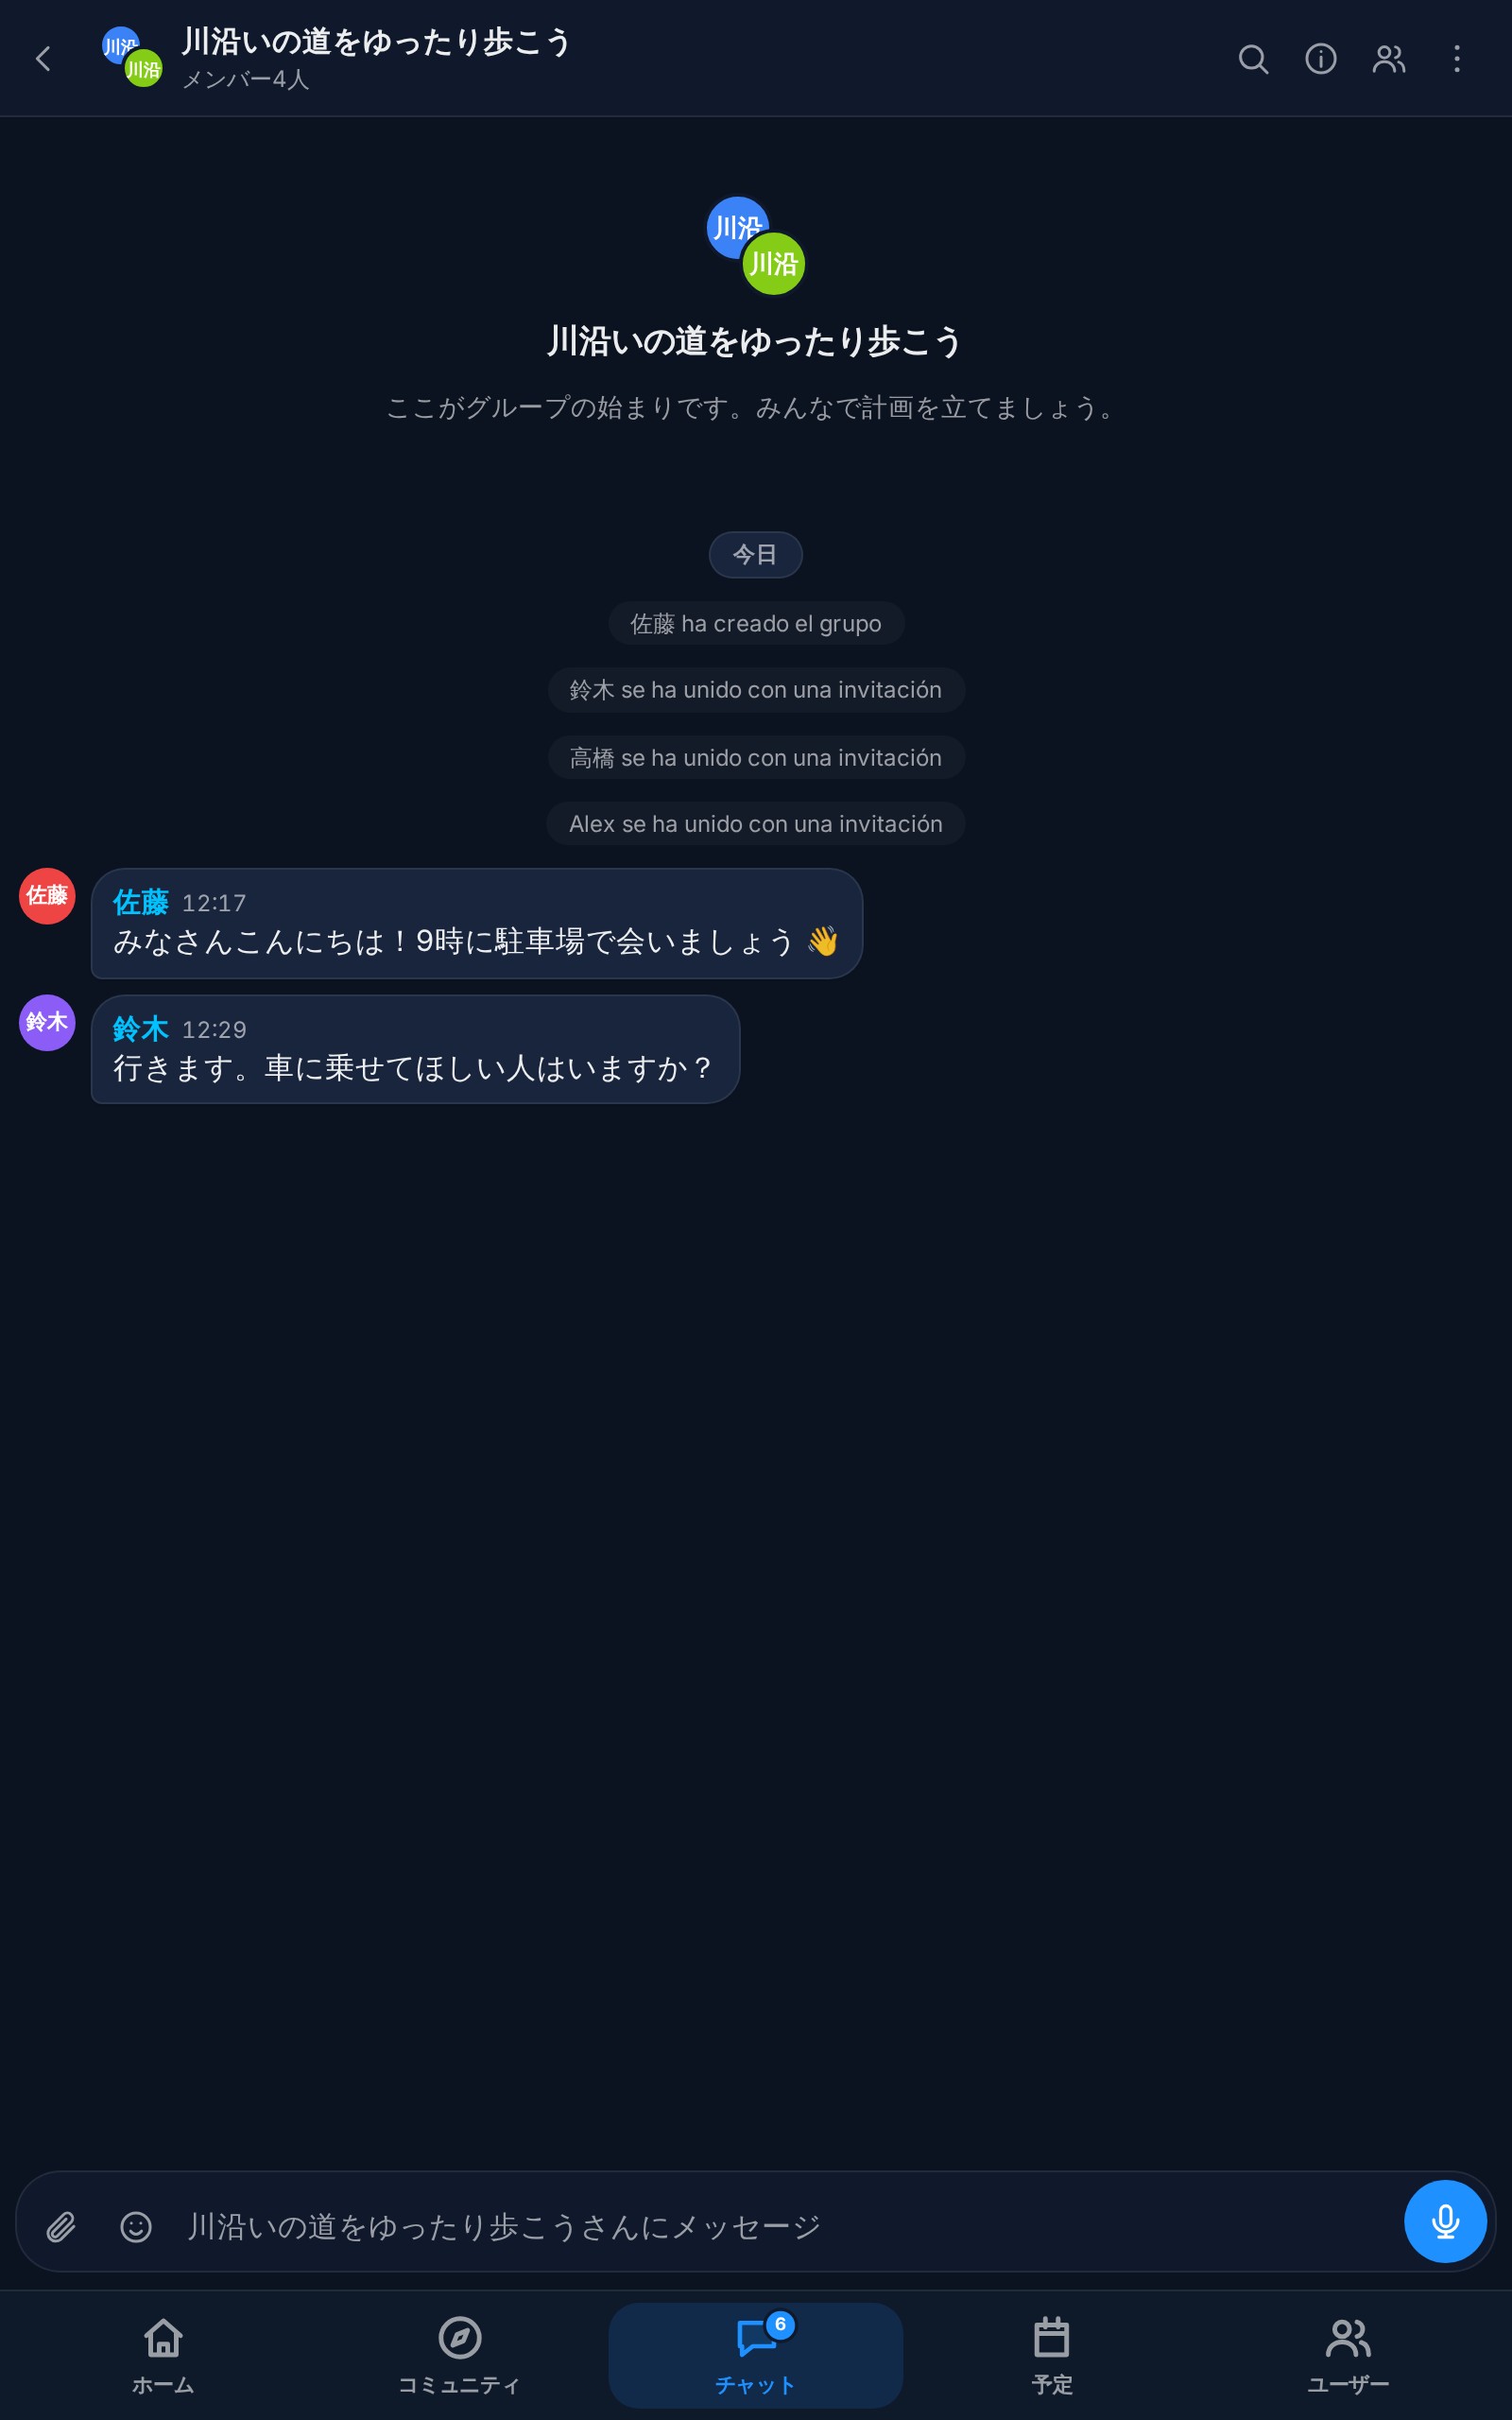 川沿
川沿
川沿いの道をゆったり歩こう
メンバー4人
川沿
川沿
川沿いの道をゆったり歩こう
ここがグループの始まりです。みんなで計画を立てましょう。
今日
佐藤 ha creado el grupo
鈴木 se ha unido con una invitación
高橋 se ha unido con una invitación
Alex se ha unido con una invitación
佐藤
佐藤 12:17
みなさんこんにちは！9時に駐車場で会いましょう 👋
鈴木
鈴木 12:29
行きます。車に乗せてほしい人はいますか？
川沿いの道をゆったり歩こうさんにメッセージ
6
ホーム
コミュニティ
チャット
予定
ユーザー